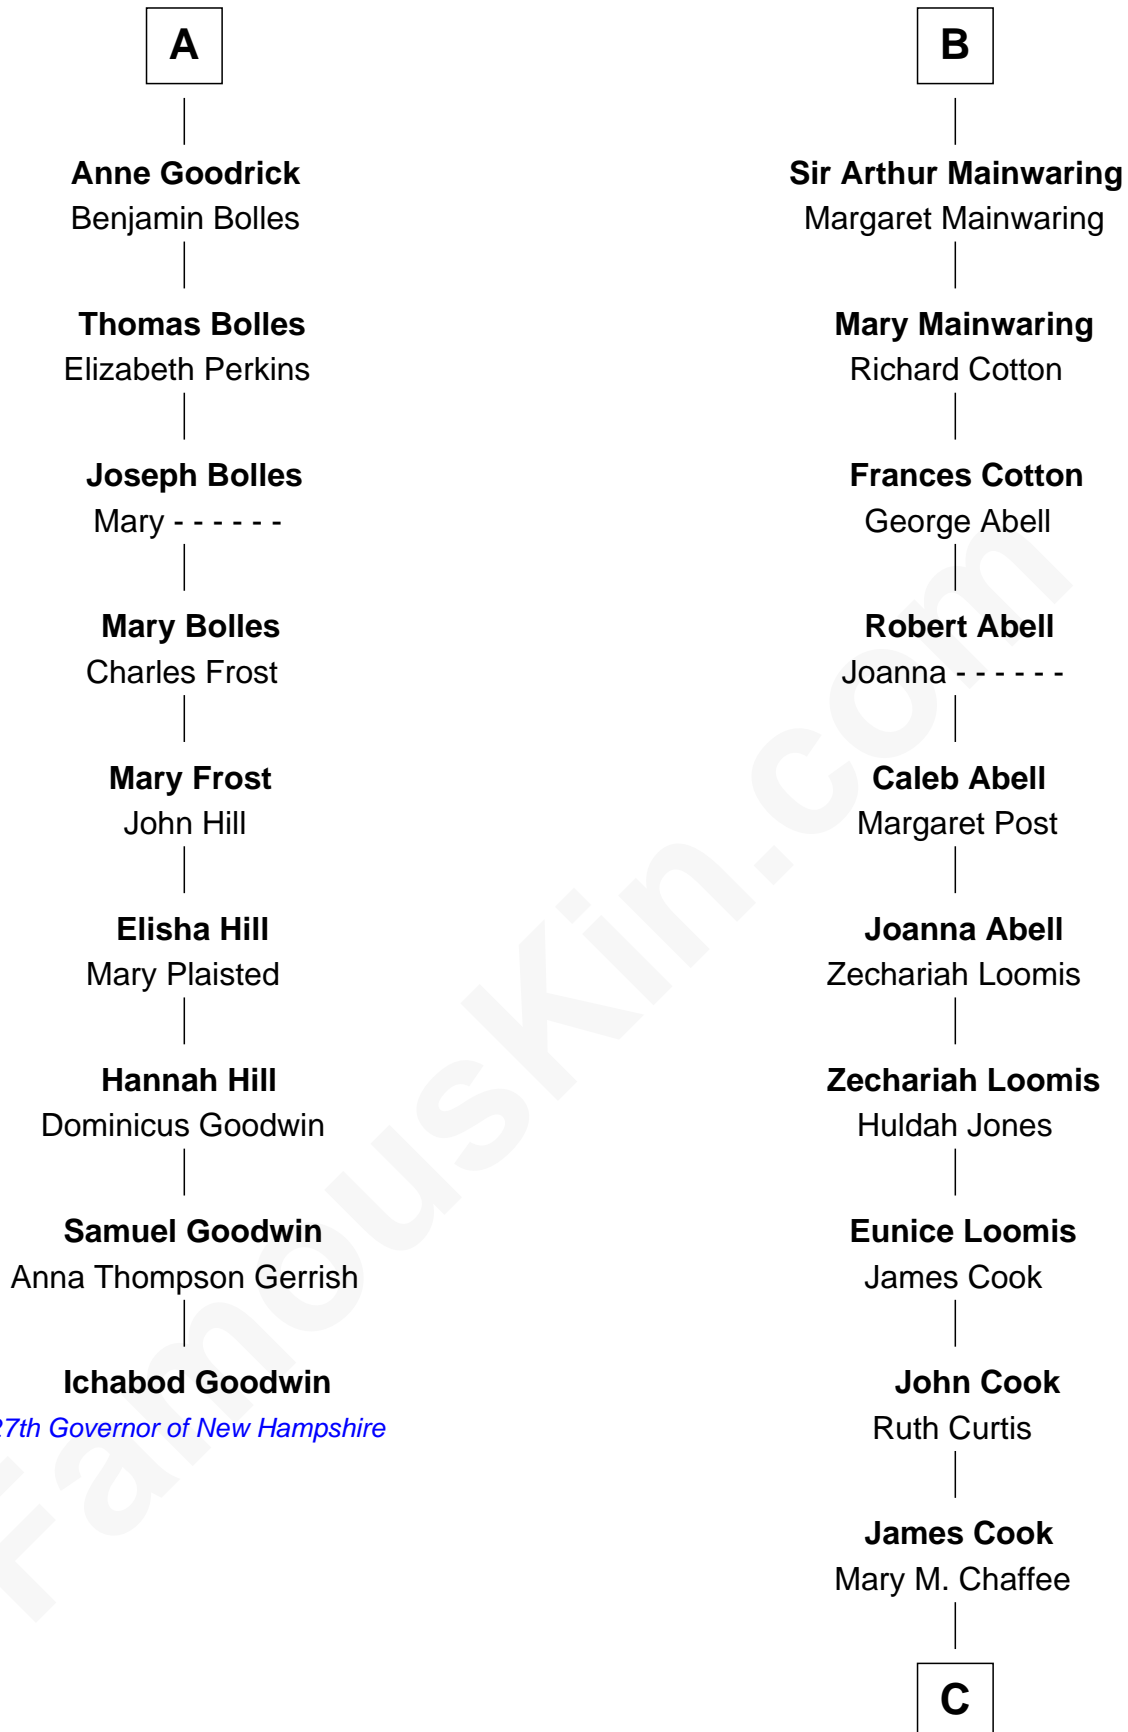 A
Anne Goodrick
Benjamin Bolles
Thomas Bolles
Elizabeth Perkins
Joseph Bolles
Mary - - - - - -
Mary Bolles
Charles Frost
Mary Frost
John Hill
Elisha Hill
Mary Plaisted
Hannah Hill
Dominicus Goodwin
Samuel Goodwin
Anna Thompson Gerrish
Ichabod Goodwin
27th Governor of New Hampshire
B
Sir Arthur Mainwaring
Margaret Mainwaring
Mary Mainwaring
Richard Cotton
Frances Cotton
George Abell
Robert Abell
Joanna - - - - - -
Caleb Abell
Margaret Post
Joanna Abell
Zechariah Loomis
Zechariah Loomis
Huldah Jones
Eunice Loomis
James Cook
John Cook
Ruth Curtis
James Cook
Mary M. Chaffee
C
FamousKin.com